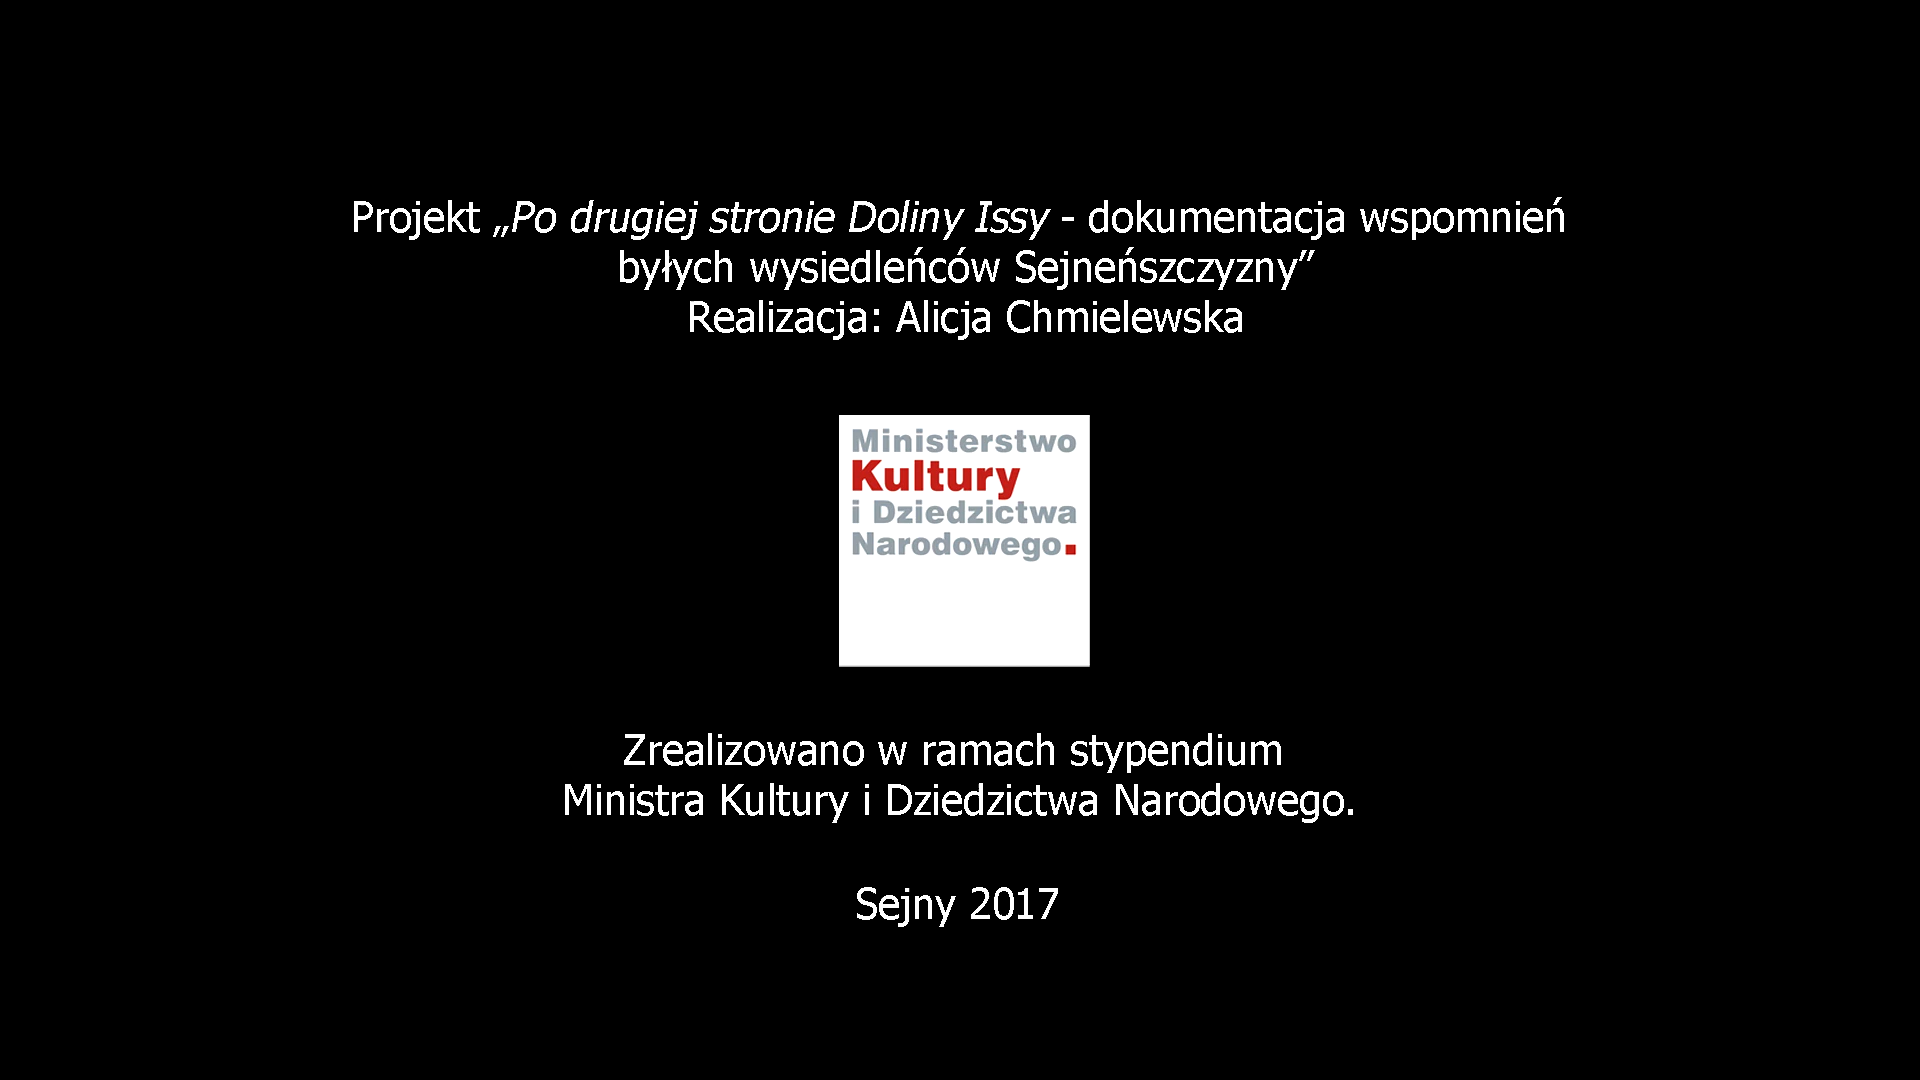 Projekt „Po drugiej stronie Doliny Issy - dokumentacja wspomnień
byłych wysiedleńców Sejneńszczyzny”
Realizacja: Alicja Chmielewska
Ministerstwo
Kultury
i Dziedzictwa
Narodowego.
Zrealizowano w ramach stypendium
Ministra Kultury i Dziedzictwa Narodowego.
Sejny 2017